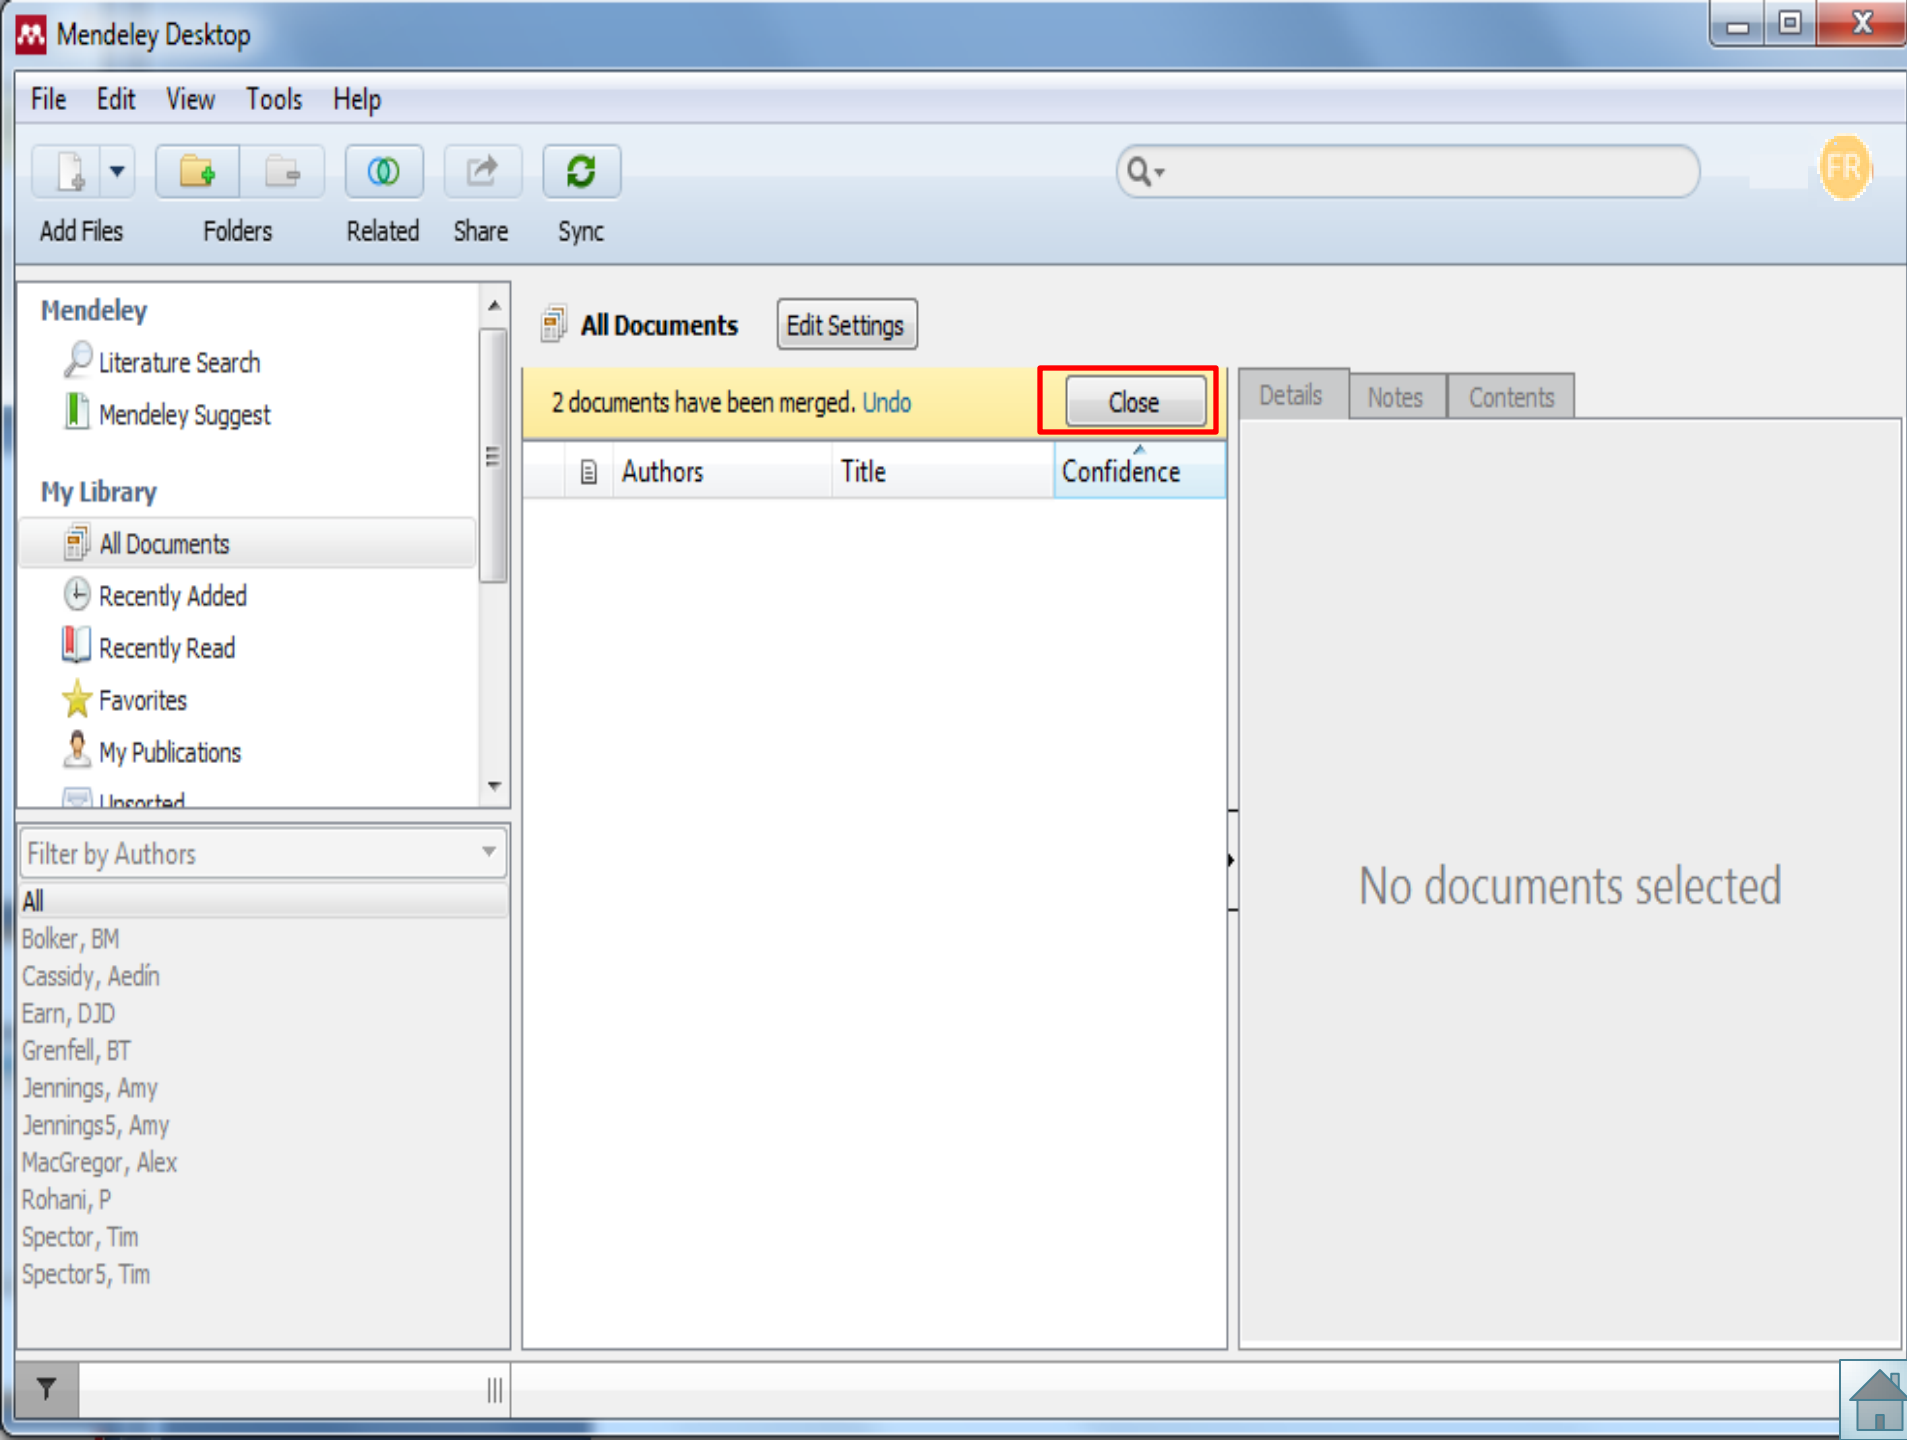 Mendeley Desktop
X
File Edit View Tools Help
FR
Add Files Folders Related Share Sync
Mendeley
Literature Search
Mendeley Suggest
My Library
All Documents
Recently Added
Recently Read
Favorites
My Publications
Unsorted
Filter by Authors
All
Bolker, BM
Cassidy, Aedín
Earn, DJD
Grenfell, BT
Jennings, Amy
Jennings5, Amy
MacGregor, Alex
Rohani, P
Spector, Tim
Spector5, Tim
All Documents Edit Settings
2 documents have been merged. Undo Close
Authors Title Confidence
Details Notes Contents
No documents selected